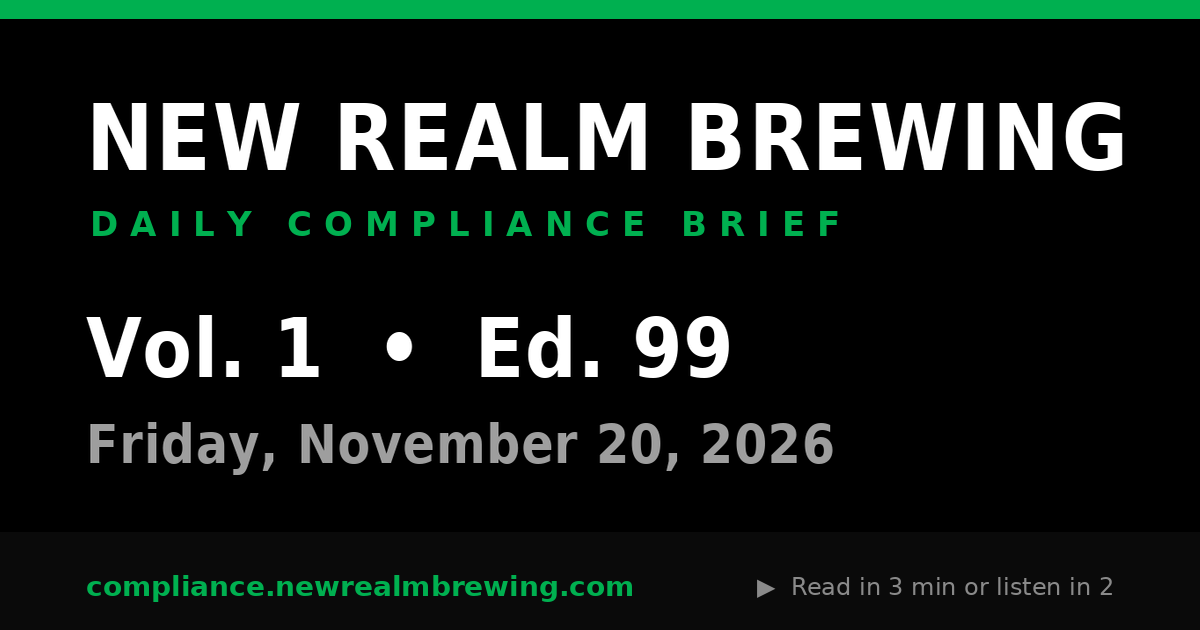 NEW REALM BREWING
DAILY COMPLIANCE BRIEF
Vol. 1 • Ed. 99
Friday, November 20, 2026
compliance.newrealmbrewing.com
▶ Read in 3 min or listen in 2